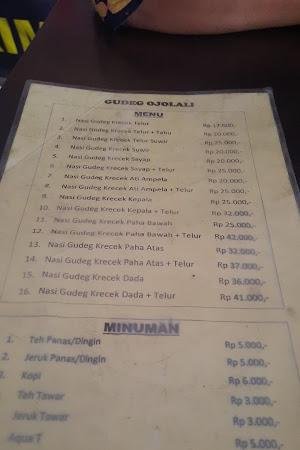 GUDEG OJOLALI
MENU
1. Nasi Gudeg Krecek Telur Rp 17.000,-
2. Nasi Gudeg Krecek Telur + Tahu Rp 20.000,-
3. Nasi Gudeg Krecek Telur Suwir Rp 25.000,-
4. Nasi Gudeg Krecek Suwir Rp 20.000,-
5. Nasi Gudeg Krecek Sayap Rp 20.000,-
6. Nasi Gudeg Krecek Sayap + Telur Rp 25.000,-
7. Nasi Gudeg Krecek Ati Ampela Rp 20.000,-
8. Nasi Gudeg Krecek Ati Ampela + Telur Rp 25.000,-
9. Nasi Gudeg Krecek Kepala Rp 25.000,-
10. Nasi Gudeg Krecek Kepala + Telur Rp 32.000,-
11. Nasi Gudeg Krecek Paha Bawah Rp 25.000,-
12. Nasi Gudeg Krecek Paha Bawah + Telur Rp 42.000,-
13. Nasi Gudeg Krecek Paha Atas Rp 32.000,-
14. Nasi Gudeg Krecek Paha Atas + Telur Rp 37.000,-
15. Nasi Gudeg Krecek Dada Rp 36.000,-
16. Nasi Gudeg Krecek Dada + Telur Rp 41.000,-
MINUMAN
1. Teh Panas/Dingin Rp 5.000,-
2. Jeruk Panas/Dingin Rp 5.000,-
3. Kopi Rp 6.000,-
Teh Tawar Rp 3.000,-
Jeruk Tawar Rp 3.000,-
Aqua T Rp 5.000,-